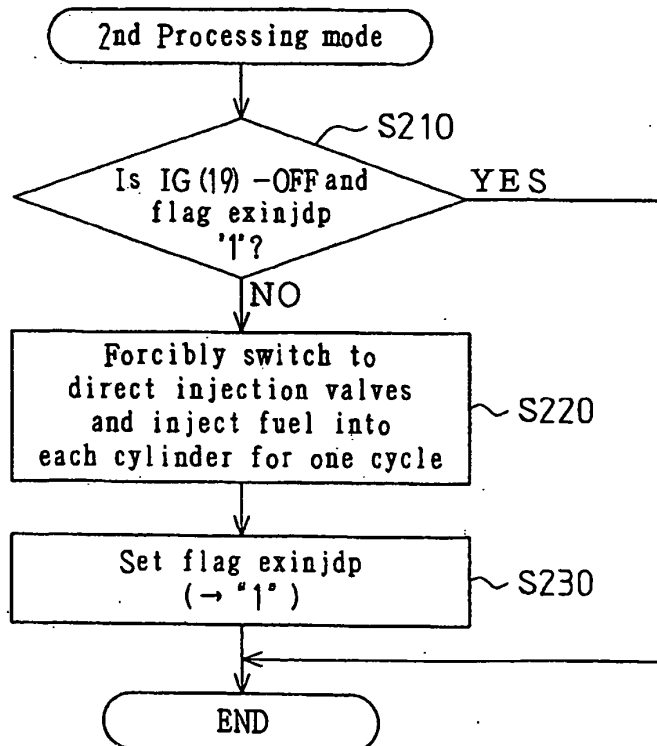 2nd Processing mode
S210
Is IG(19) -OFF and
flag exinjdp
"1"?
YES
NO
Forcibly switch to
direct injection valves
and inject fuel into
each cylinder for one cycle
S220
Set flag exinjdp
(→ "1")
S230
END